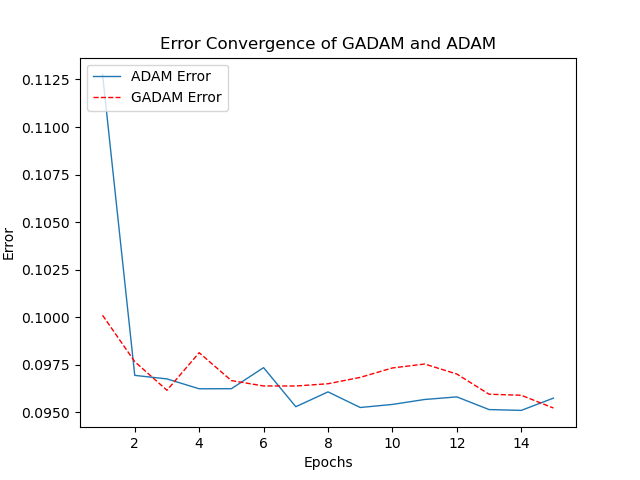 Error Convergence of GADAM and ADAM
ADAM Error
GADAM Error
0.1125
0.1100
0.1075
0.1050
0.1025
0.1000
0.0975
0.0950
Error
2 4 6 8 10 12 14
Epochs